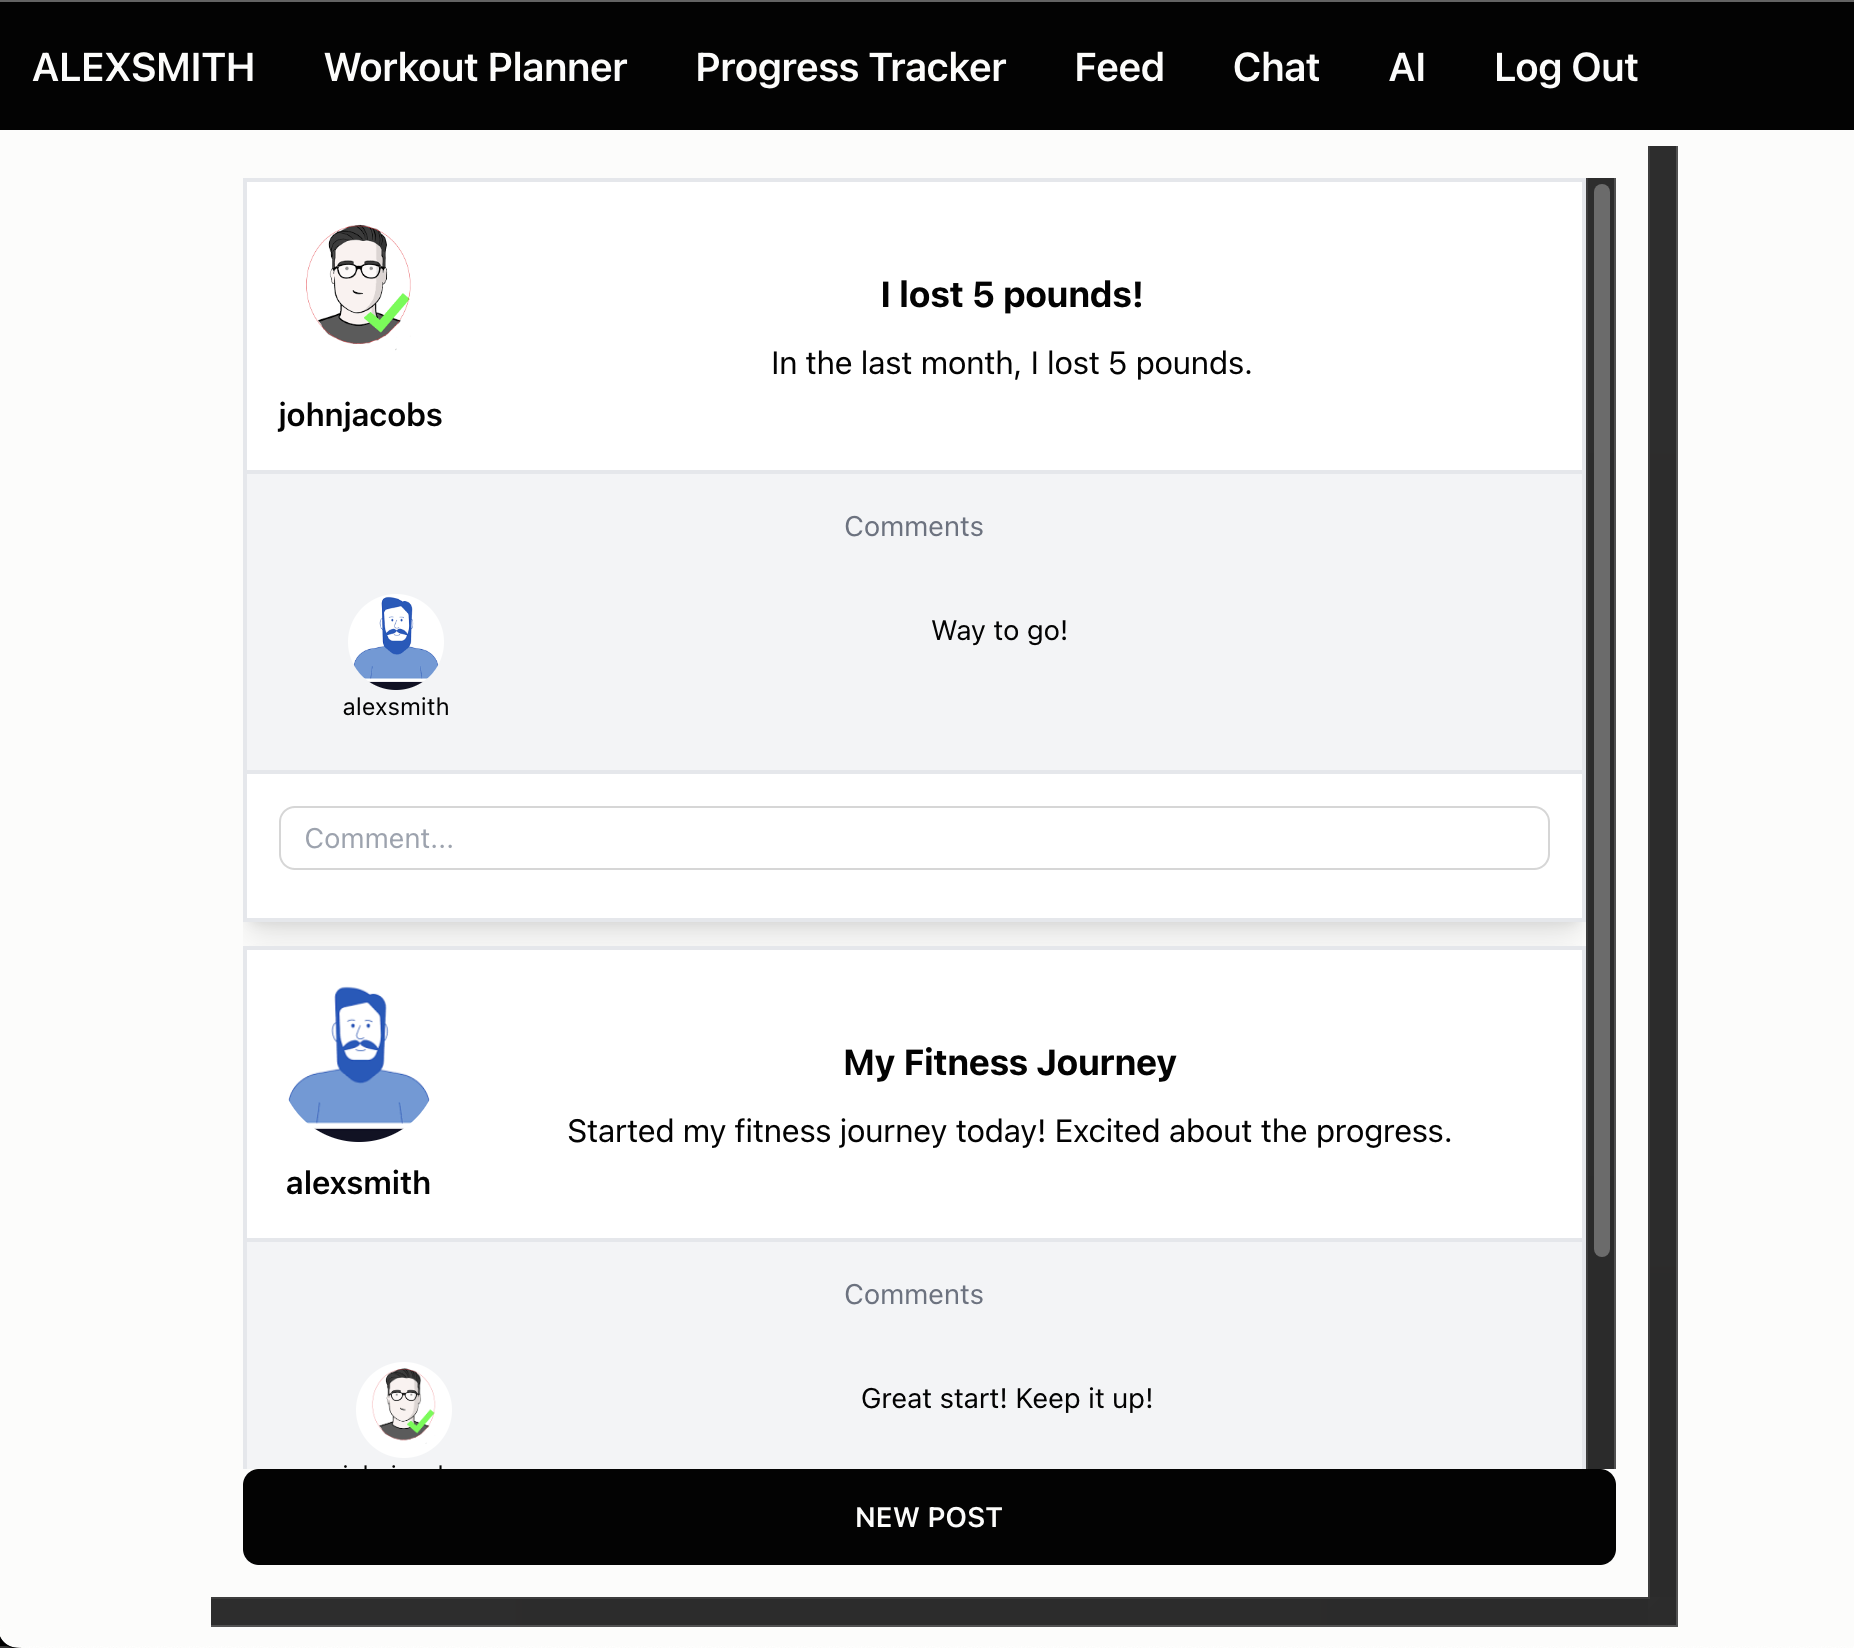 ALEXSMITH Workout Planner Progress Tracker Feed Chat AI Log Out
I lost 5 pounds!
In the last month, I lost 5 pounds.
johnjacobs
Comments
Way to go!
alexsmith
Comment...
My Fitness Journey
Started my fitness journey today! Excited about the progress.
alexsmith
Comments
Great start! Keep it up!
NEW POST